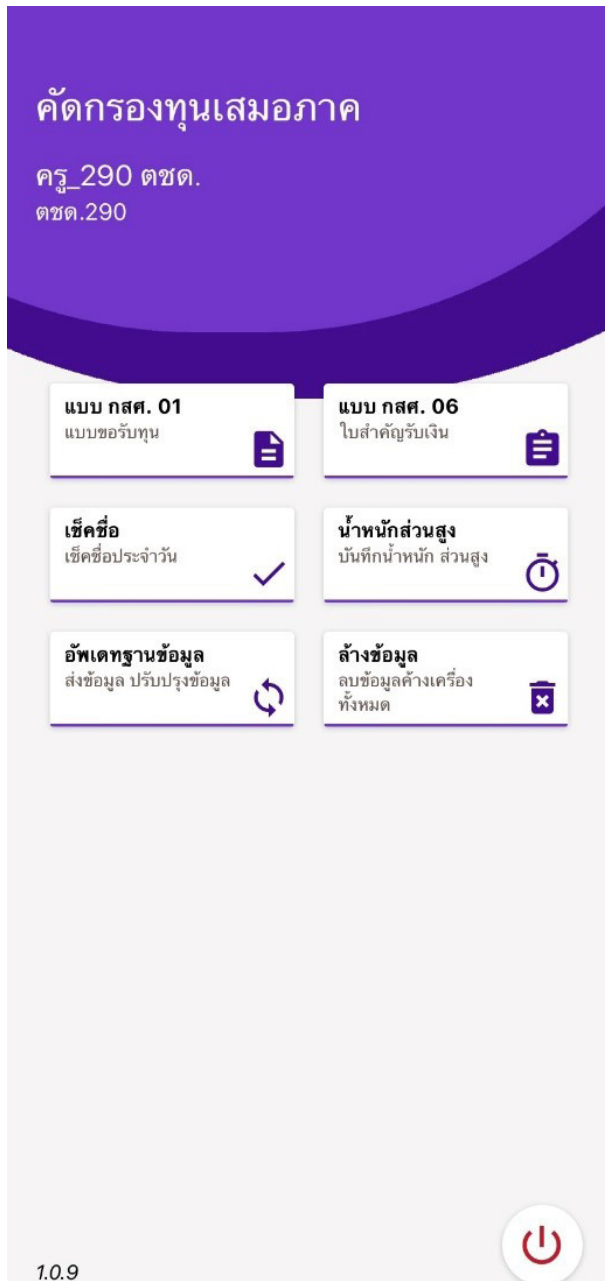 คัดกรองทุนเสมอภาค
ครู_290 ตชด.
ตชด.290
แบบ กสศ. 01
แบบขอรับทุน
แบบ กสศ. 06
ใบสำคัญรับเงิน
เช็คชื่อ
เช็คชื่อประจำวัน
น้ำหนักส่วนสูง
บันทึกน้ำหนัก ส่วนสูง
อัพเดทฐานข้อมูล
ส่งข้อมูล ปรับปรุงข้อมูล
ล้างข้อมูล
ลบข้อมูลค้างเครื่อง
ทั้งหมด
1.0.9